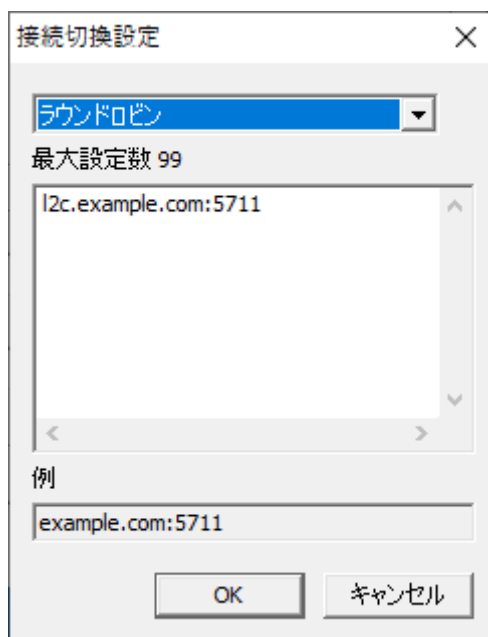 接続切換設定
ラウンドロビン
最大設定数 99
l2c.example.com:5711
例
example.com:5711
OK
キャンセル